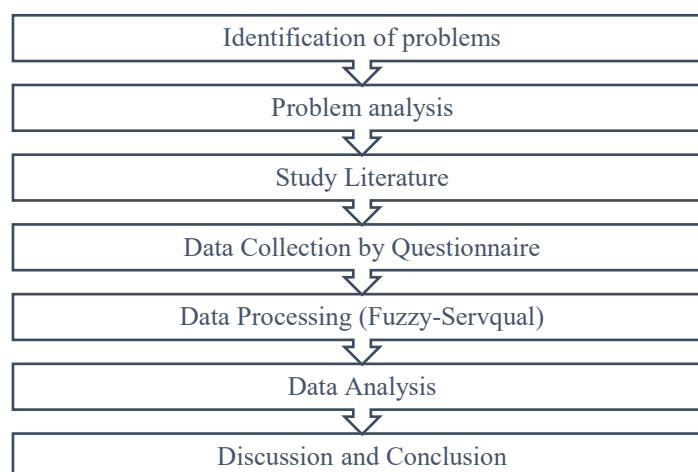 Identification of problems
Problem analysis
Study Literature
Data Collection by Questionnaire
Data Processing (Fuzzy-Servqual)
Data Analysis
Discussion and Conclusion